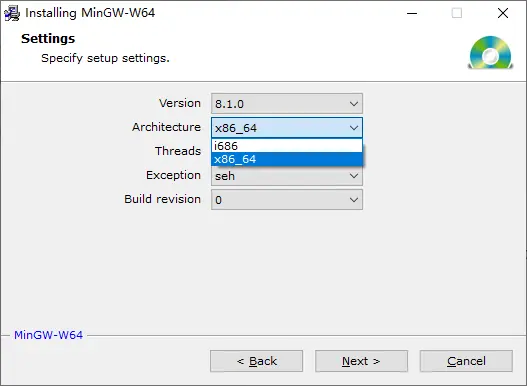 Installing MinGW-W64
Settings
Specify setup settings.
Version 8.1.0
Architecture x86_64
i686
Threads x86_64
Exception seh
Build revision 0
MinGW-W64
< Back Next > Cancel